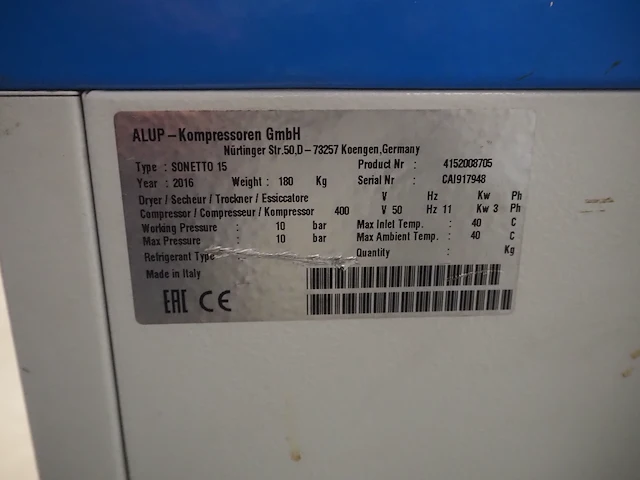 ALUP-Kompressoren GmbH
Nürtinger Str.50,D-73257 Koengen,Germany
Type : SONETTO 15 Product Nr : 4152008705
Year : 2016 Weight : 180 Kg Serial Nr : CAI917948
Dryer / Secheur / Trockner / Essiccatore V Hz Kw Ph
Compressor / Compresseur / Kompressor 400 V 50 Hz 11 Kw 3 Ph
Working Pressure : 10 bar Max Inlet Temp. : 40 C
Max Pressure : 10 bar Max Ambient Temp. : 40 C
Refrigerant Type : Quantity : Kg
Made in Italy
EAC CE